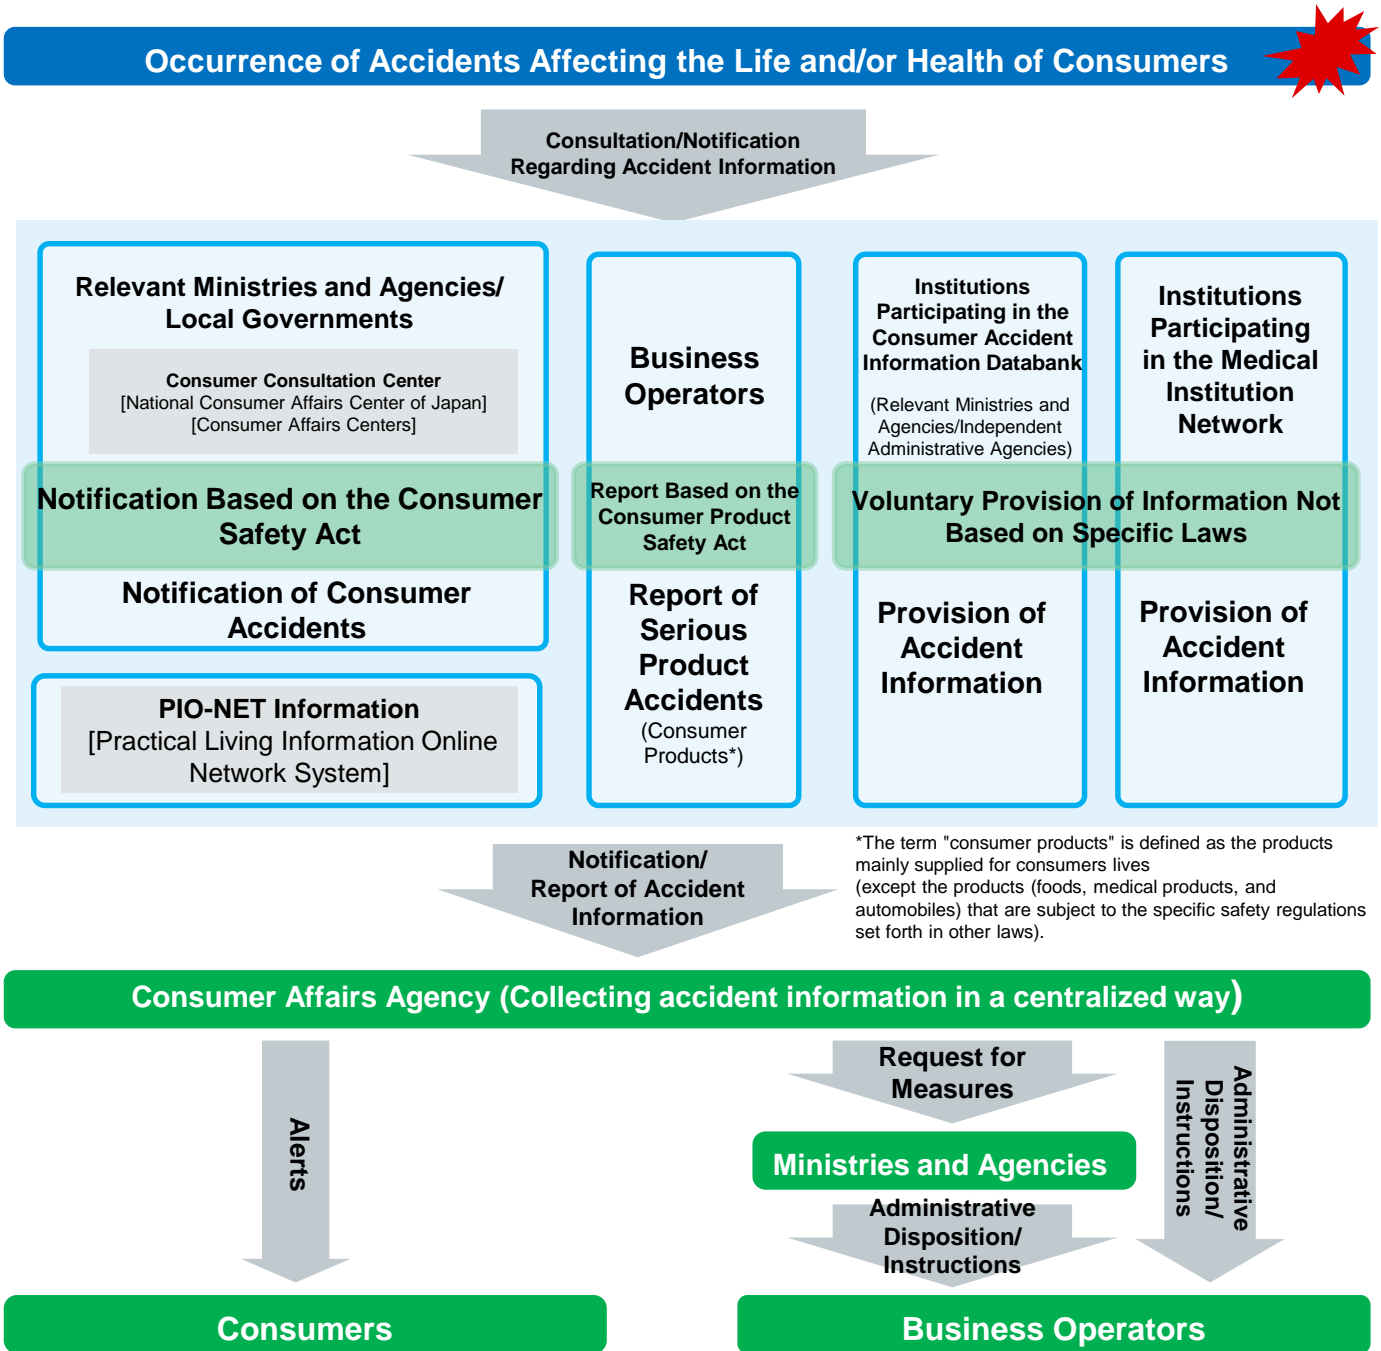 Occurrence of Accidents Affecting the Life and/or Health of Consumers
Consultation/Notification
Regarding Accident Information
Relevant Ministries and Agencies/
Local Governments
Consumer Consultation Center
[National Consumer Affairs Center of Japan]
[Consumer Affairs Centers]
Notification Based on the Consumer
Safety Act
Notification of Consumer
Accidents
PIO-NET Information
[Practical Living Information Online
Network System]
Business
Operators
Report Based on the
Consumer Product
Safety Act
Report of
Serious
Product
Accidents
(Consumer
Products*)
Institutions
Participating in the
Consumer Accident
Information Databank
(Relevant Ministries and
Agencies/Independent
Administrative Agencies)
Institutions
Participating
in the Medical
Institution
Network
Voluntary Provision of Information Not
Based on Specific Laws
Provision of
Accident
Information
Provision of
Accident
Information
*The term "consumer products" is defined as the products
mainly supplied for consumers lives
(except the products (foods, medical products, and
automobiles) that are subject to the specific safety regulations
set forth in other laws).
Notification/
Report of Accident
Information
Consumer Affairs Agency (Collecting accident information in a centralized way)
Alerts
Request for
Measures
Ministries and Agencies
Administrative
Disposition/
Instructions
Administrative
Disposition/
Instructions
Consumers
Business Operators